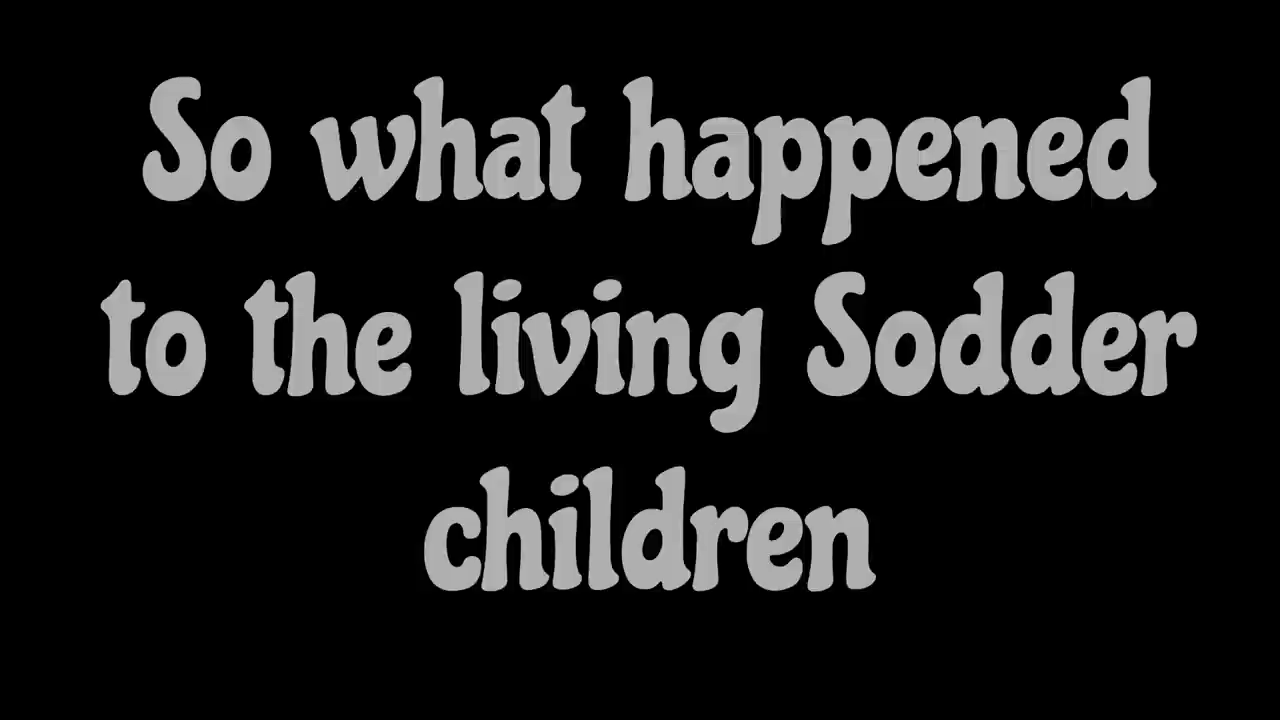 So what happened
to the living Sodder
children